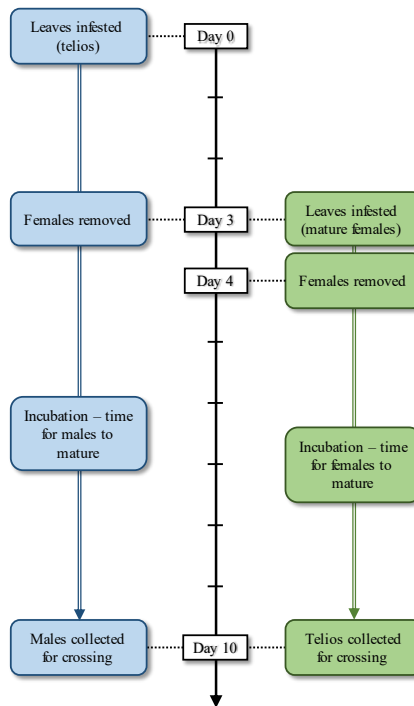 Leaves infested
(telios)
Day 0
Females removed
Day 3
Leaves infested
(mature females)
Day 4
Females removed
Incubation – time
for males to
mature
Incubation – time
for females to
mature
Males collected
for crossing
Day 10
Telios collected
for crossing